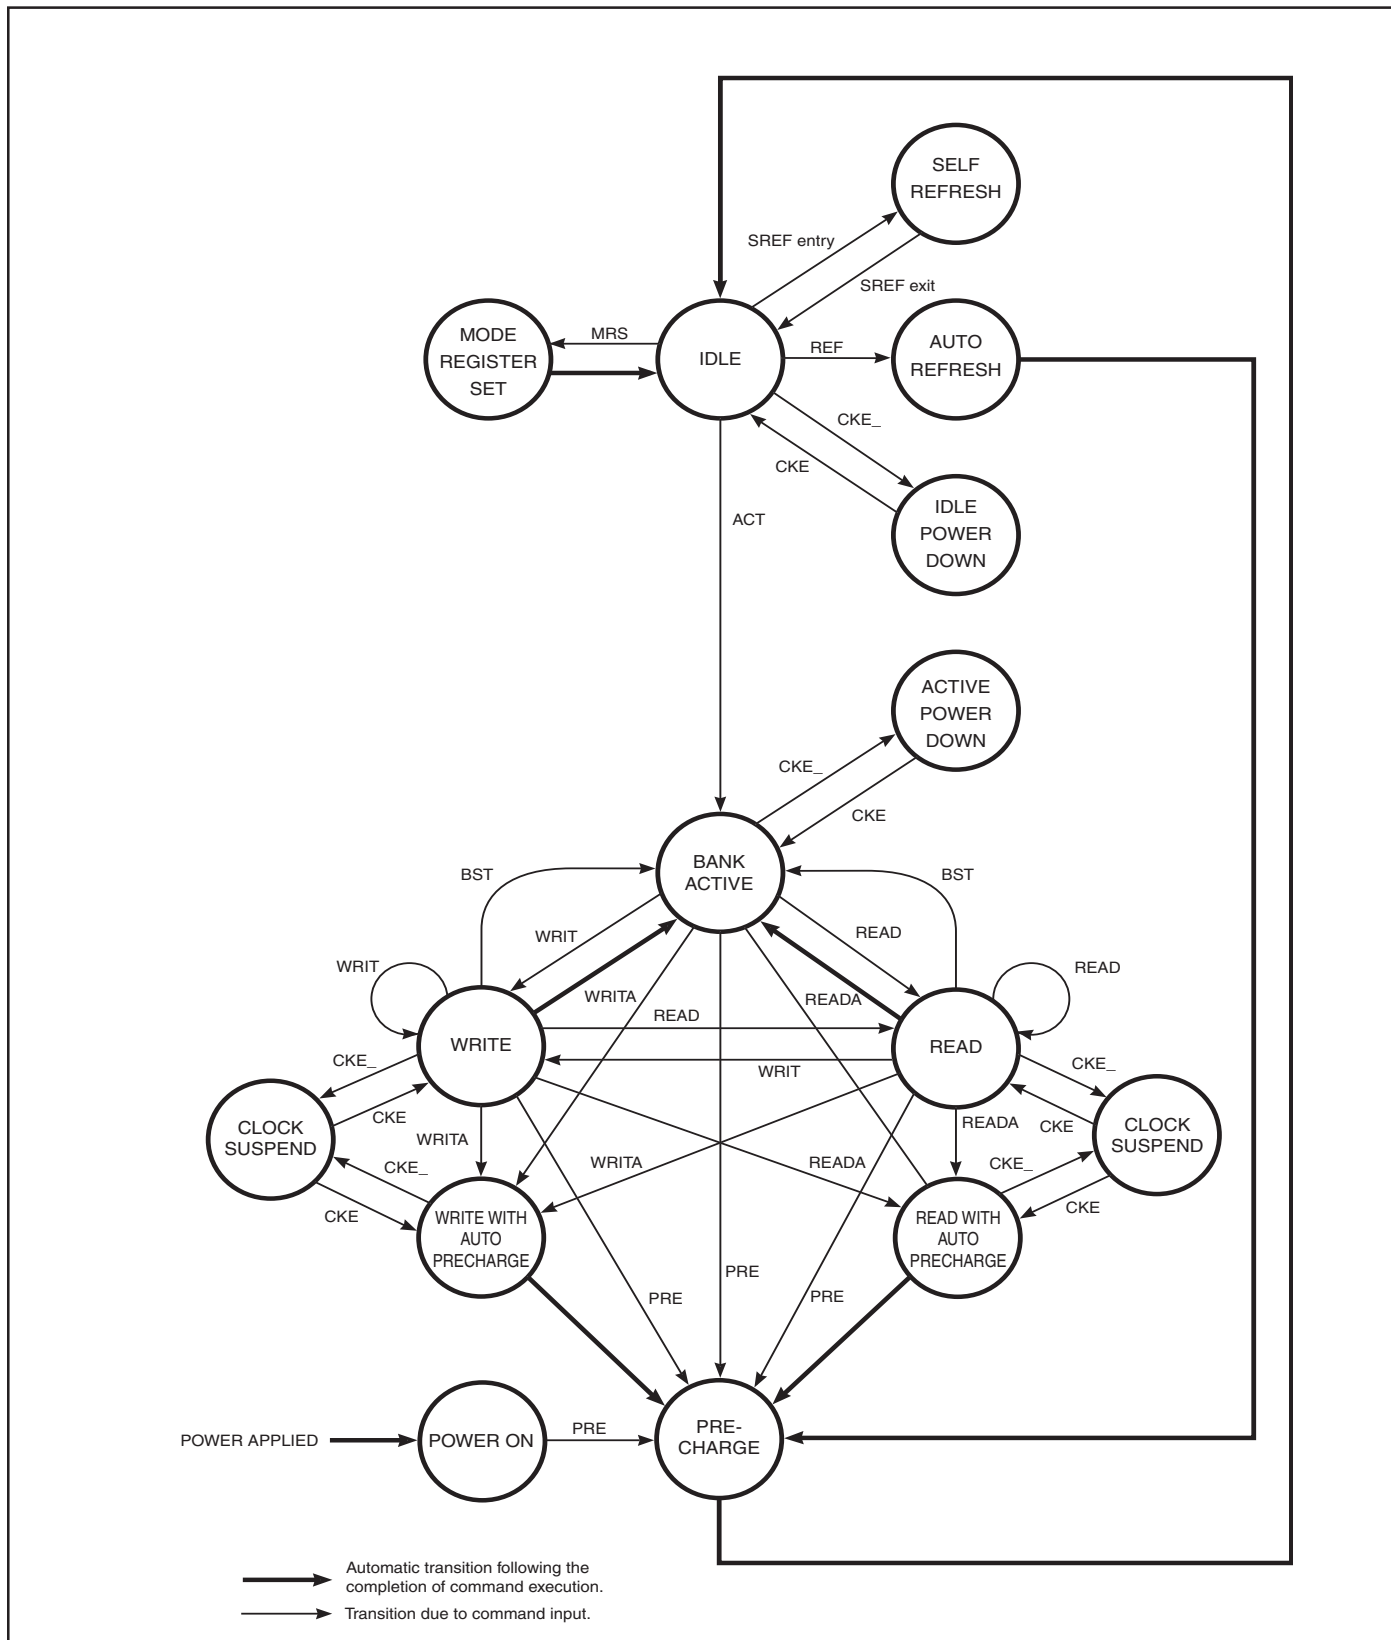 SELF
REFRESH
SREF entry
SREF exit
MODE
REGISTER
SET
MRS
IDLE
REF
AUTO
REFRESH
CKE_
CKE
IDLE
POWER
DOWN
ACT
ACTIVE
POWER
DOWN
CKE_
CKE
BANK
ACTIVE
BST
BST
WRIT
READ
WRIT
READ
WRITA
READA
READ
WRITE
READ
WRIT
CKE_
CKE_
CKE
CKE
CLOCK
SUSPEND
CLOCK
SUSPEND
WRITA
READA
WRITA
READA
CKE_
CKE_
CKE
CKE
WRITE WITH
AUTO
PRECHARGE
READ WITH
AUTO
PRECHARGE
PRE
PRE
PRE
POWER APPLIED
POWER ON
PRE
PRE-
CHARGE
Automatic transition following the
completion of command execution.
Transition due to command input.